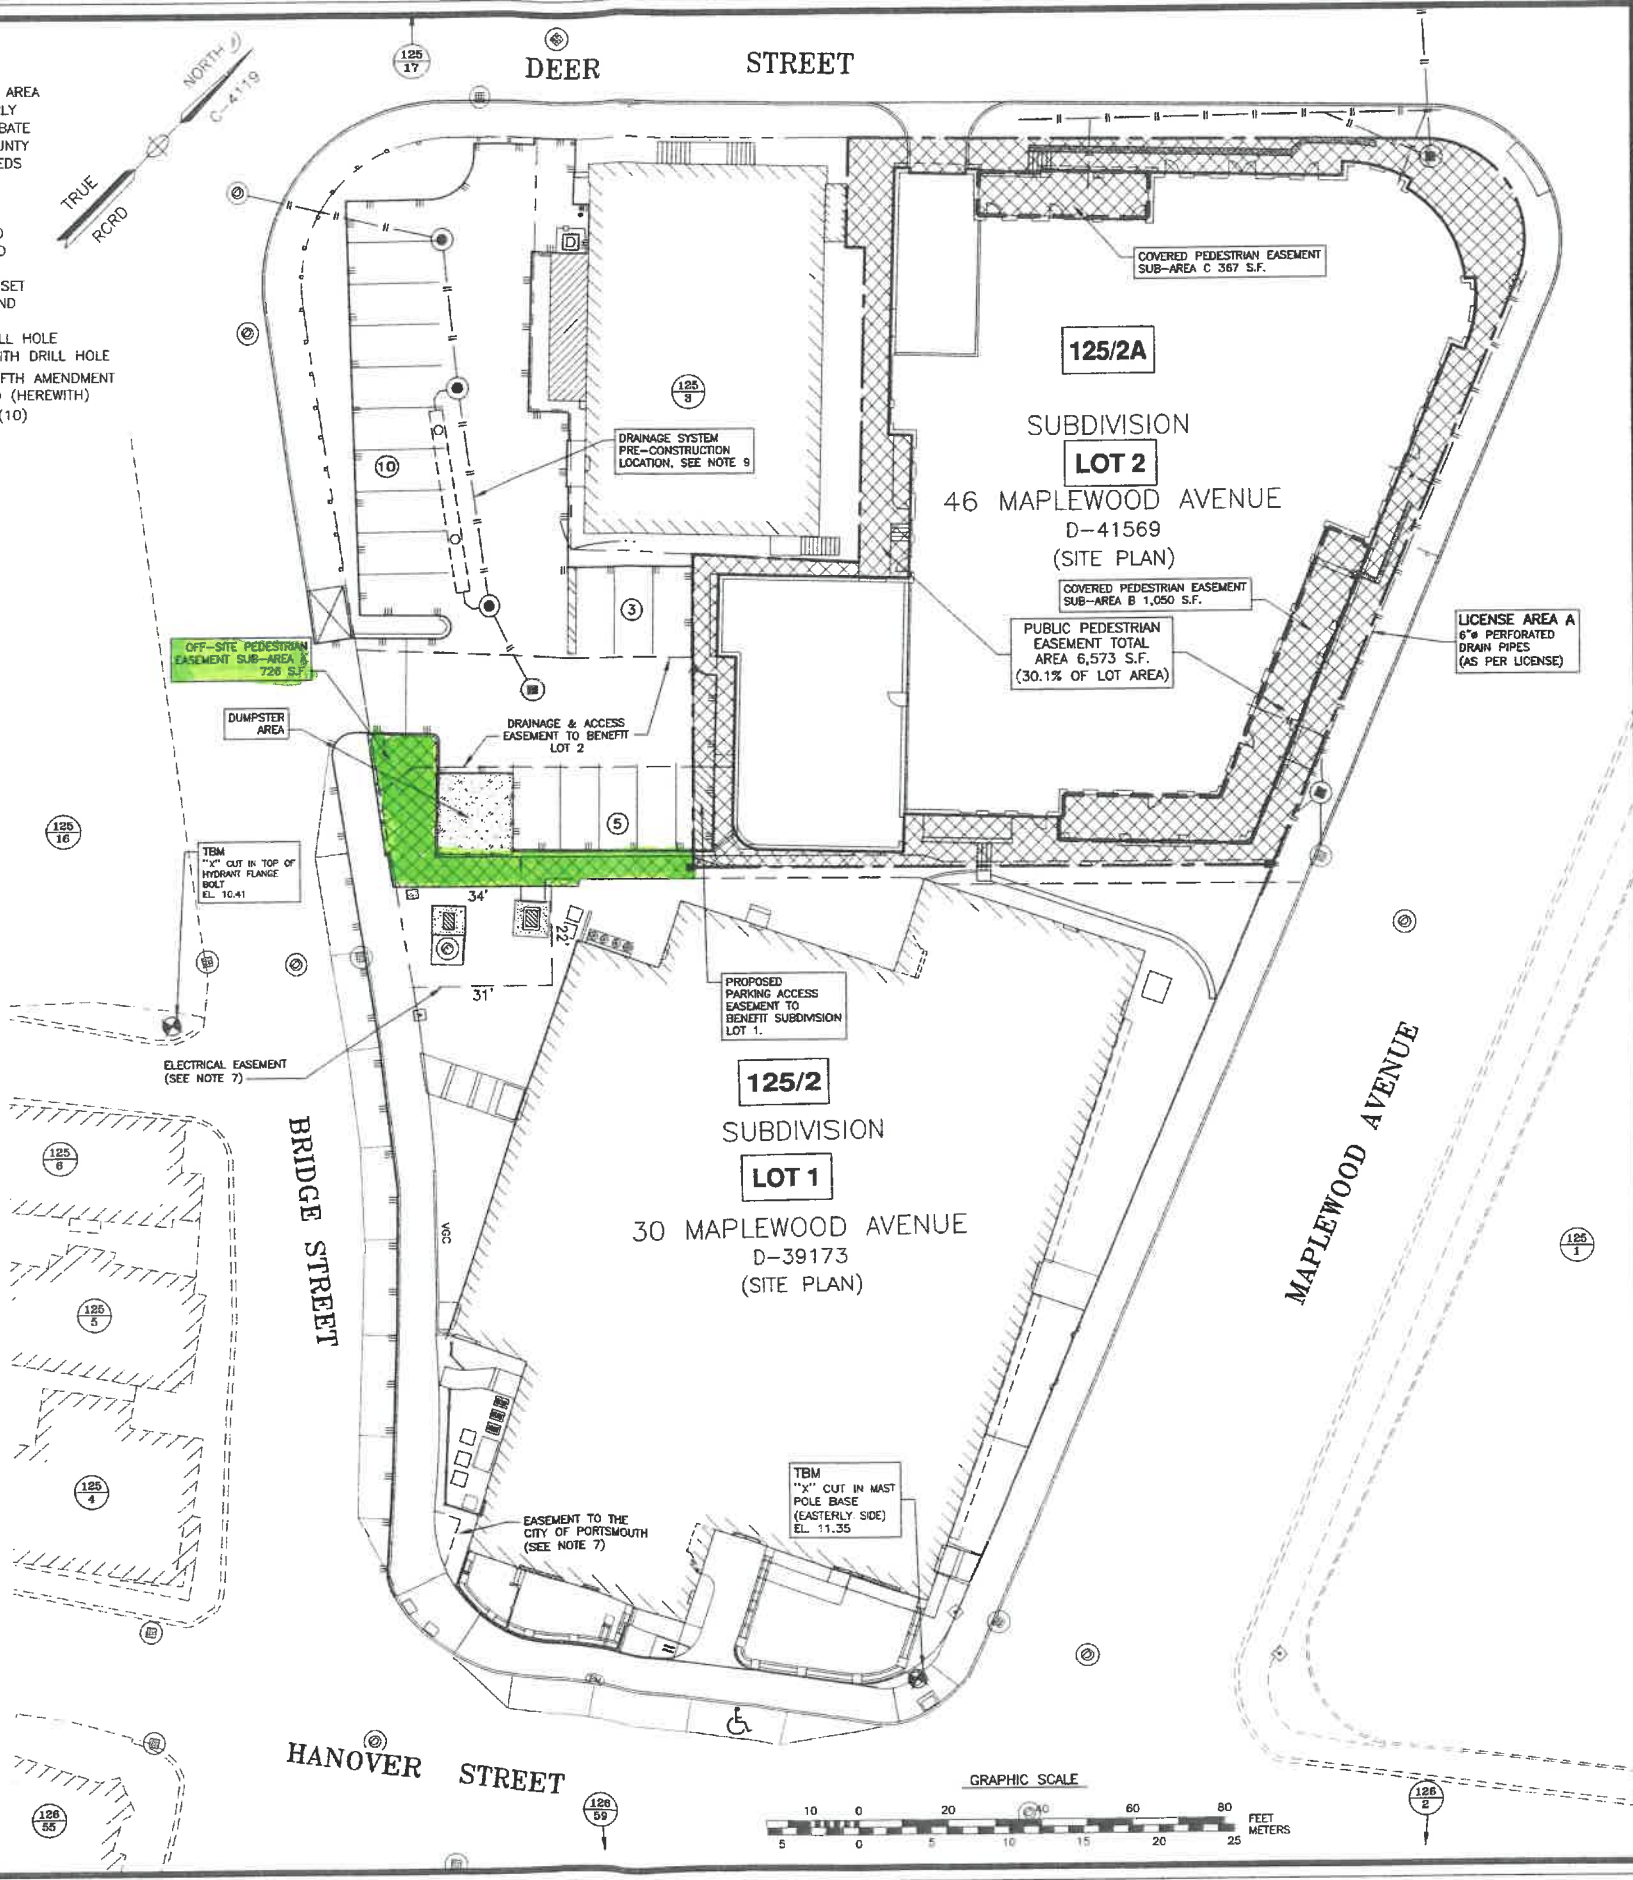 DEER STREET
125
17
NORTH
C-4119
TRUE
RCRD
AREA
LY
BATE
UNTY
EEDS
SET
ND
LL HOLE
ITH DRILL HOLE
FTH AMENDMENT
(HEREWITH)
(10)
COVERED PEDESTRIAN EASEMENT
SUB-AREA C 367 S.F.
125/2A
SUBDIVISION
LOT 2
46 MAPLEWOOD AVENUE
D-41569
(SITE PLAN)
D
125
3
DRAINAGE SYSTEM
PRE-CONSTRUCTION
LOCATION, SEE NOTE 9
10
3
COVERED PEDESTRIAN EASEMENT
SUB-AREA B 1,050 S.F.
PUBLIC PEDESTRIAN
EASEMENT TOTAL
AREA 6,573 S.F.
(30.1% OF LOT AREA)
LICENSE AREA A
6"ø PERFORATED
DRAIN PIPES
(AS PER LICENSE)
OFF-SITE PEDESTRIAN
EASEMENT SUB-AREA
726 S.F.
DUMPSTER
AREA
DRAINAGE & ACCESS
EASEMENT TO BENEFIT
LOT 2
5
125
16
TBM
"X" CUT IN TOP OF
HYDRANT FLANGE
BOLT
EL. 10.41
34'
22'
31'
ELECTRICAL EASEMENT
(SEE NOTE 7)
PROPOSED
PARKING ACCESS
EASEMENT TO
BENEFIT SUBDIVISION
LOT 1.
125/2
SUBDIVISION
LOT 1
30 MAPLEWOOD AVENUE
D-39173
(SITE PLAN)
BRIDGE STREET
VGC
MAPLEWOOD AVENUE
125
6
125
5
125
4
125
1
TBM
"X" CUT IN MAST
POLE BASE
(EASTERLY SIDE)
EL. 11.35
EASEMENT TO THE
CITY OF PORTSMOUTH
(SEE NOTE 7)
HANOVER STREET
126
55
126
59
126
2
GRAPHIC SCALE
10 0 20 40 60 80 FEET
5 0 5 10 15 20 25 METERS